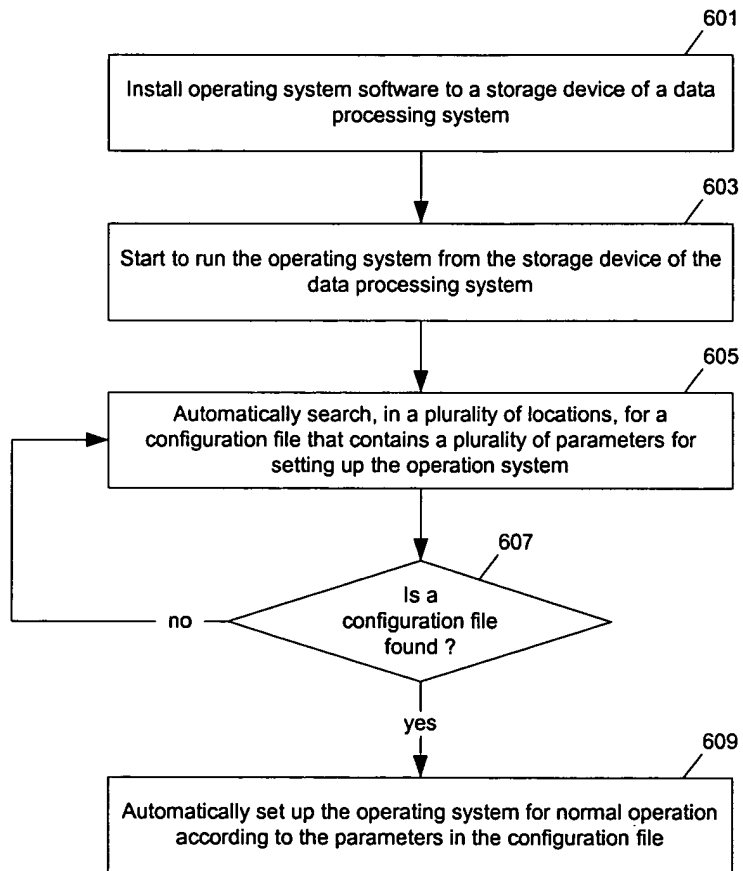 601
Install operating system software to a storage device of a data
processing system
603
Start to run the operating system from the storage device of the
data processing system
605
Automatically search, in a plurality of locations, for a
configuration file that contains a plurality of parameters for
setting up the operation system
607
Is a
configuration file
found ?
no
yes
609
Automatically set up the operating system for normal operation
according to the parameters in the configuration file